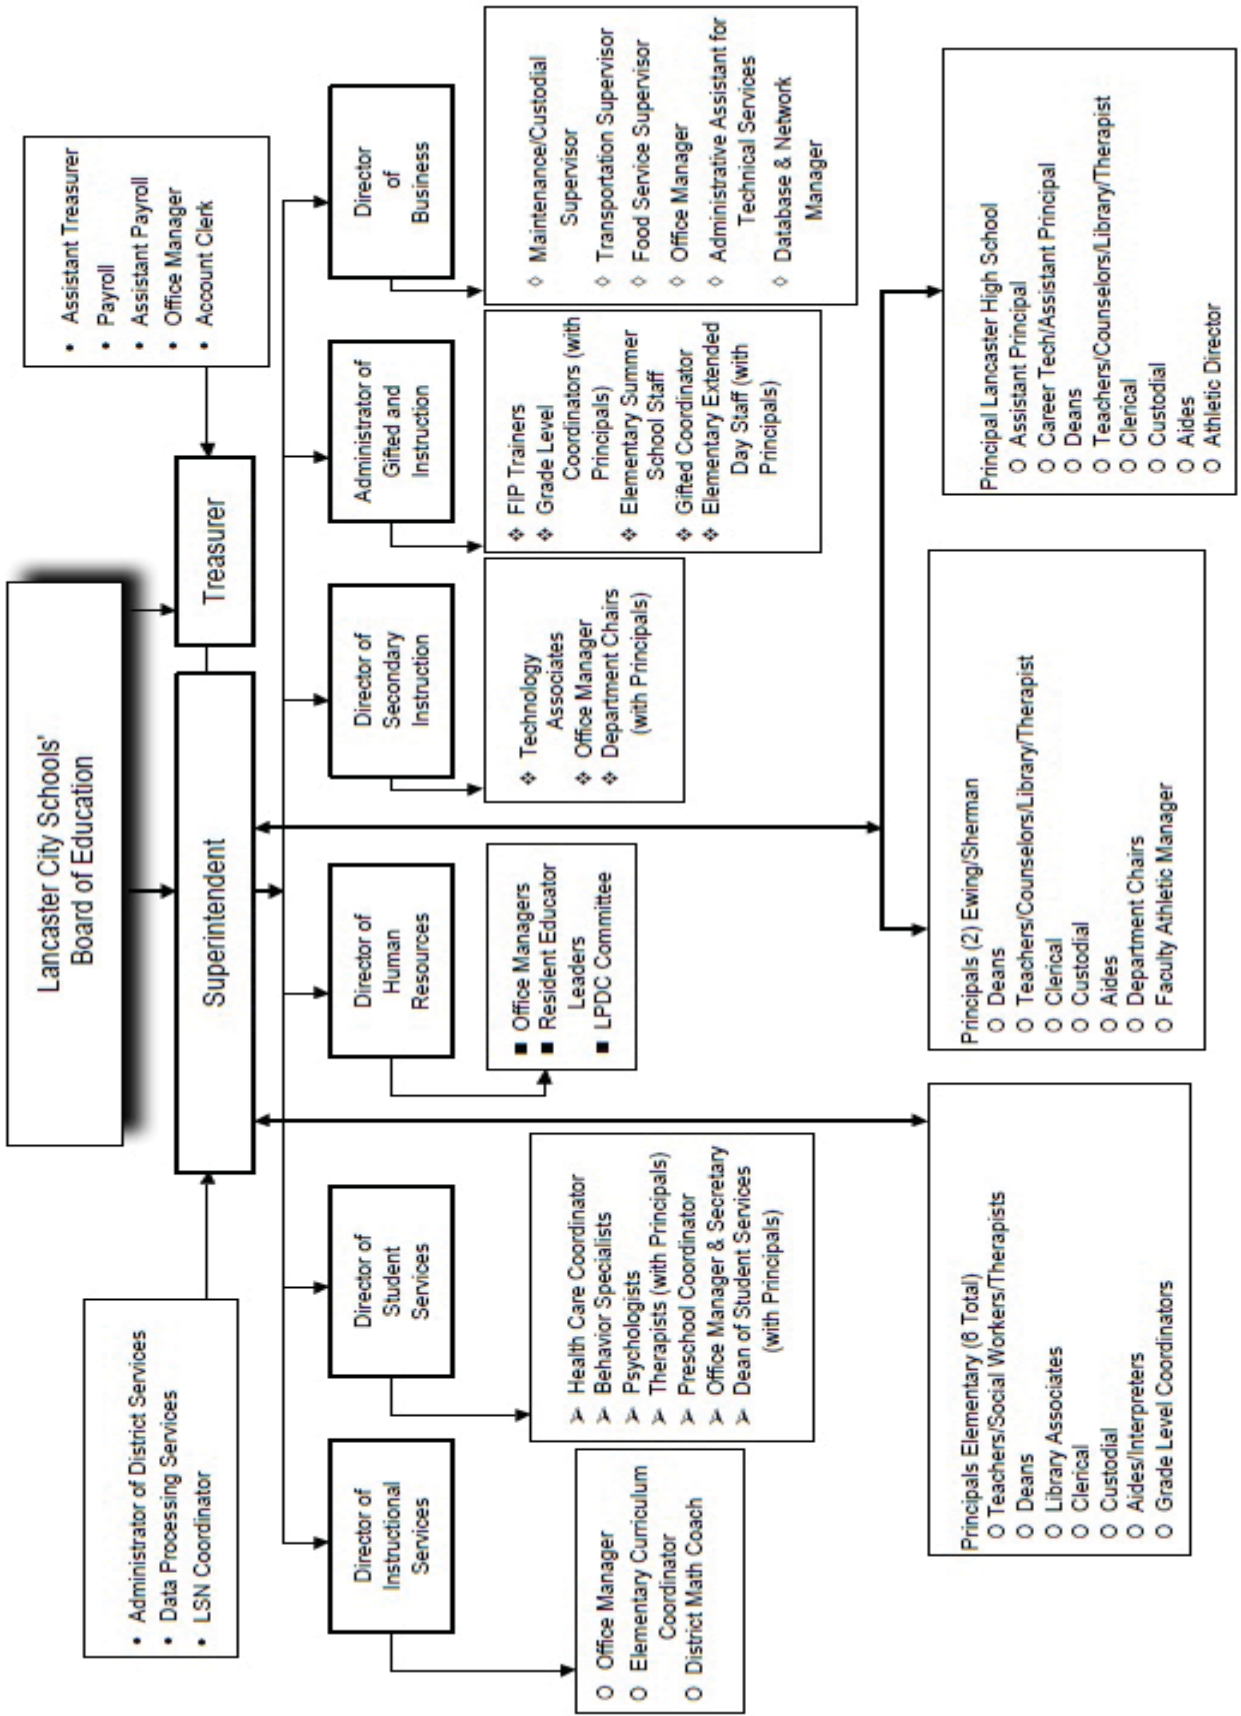 Lancaster City Schools'
Board of Education
• Administrator of District Services
• Data Processing Services
• LSN Coordinator
Superintendent
Treasurer
• Assistant Treasurer
• Payroll
• Assistant Payroll
• Office Manager
• Account Clerk
Director of
Instructional
Services
Director of
Student
Services
Director of
Human
Resources
Director of
Secondary
Instruction
Administrator of
Gifted and
Instruction
Director
of
Business
○ Office Manager
○ Elementary Curriculum
Coordinator
○ District Math Coach
➢ Health Care Coordinator
➢ Behavior Specialists
➢ Psychologists
➢ Therapists (with Principals)
➢ Preschool Coordinator
➢ Office Manager & Secretary
➢ Dean of Student Services
(with Principals)
■ Office Managers
■ Resident Educator
Leaders
■ LPDC Committee
❖ Technology
Associates
❖ Office Manager
❖ Department Chairs
(with Principals)
❖ FIP Trainers
❖ Grade Level
Coordinators (with
Principals)
❖ Elementary Summer
School Staff
❖ Gifted Coordinator
❖ Elementary Extended
Day Staff (with
Principals)
◇ Maintenance/Custodial
Supervisor
◇ Transportation Supervisor
◇ Food Service Supervisor
◇ Office Manager
◇ Administrative Assistant for
Technical Services
◇ Database & Network
Manager
Principals Elementary (6 Total)
○ Teachers/Social Workers/Therapists
○ Deans
○ Library Associates
○ Clerical
○ Custodial
○ Aides/Interpreters
○ Grade Level Coordinators
Principals (2) Ewing/Sherman
○ Deans
○ Teachers/Counselors/Library/Therapist
○ Clerical
○ Custodial
○ Aides
○ Department Chairs
○ Faculty Athletic Manager
Principal Lancaster High School
○ Assistant Principal
○ Career Tech/Assistant Principal
○ Deans
○ Teachers/Counselors/Library/Therapist
○ Clerical
○ Custodial
○ Aides
○ Athletic Director